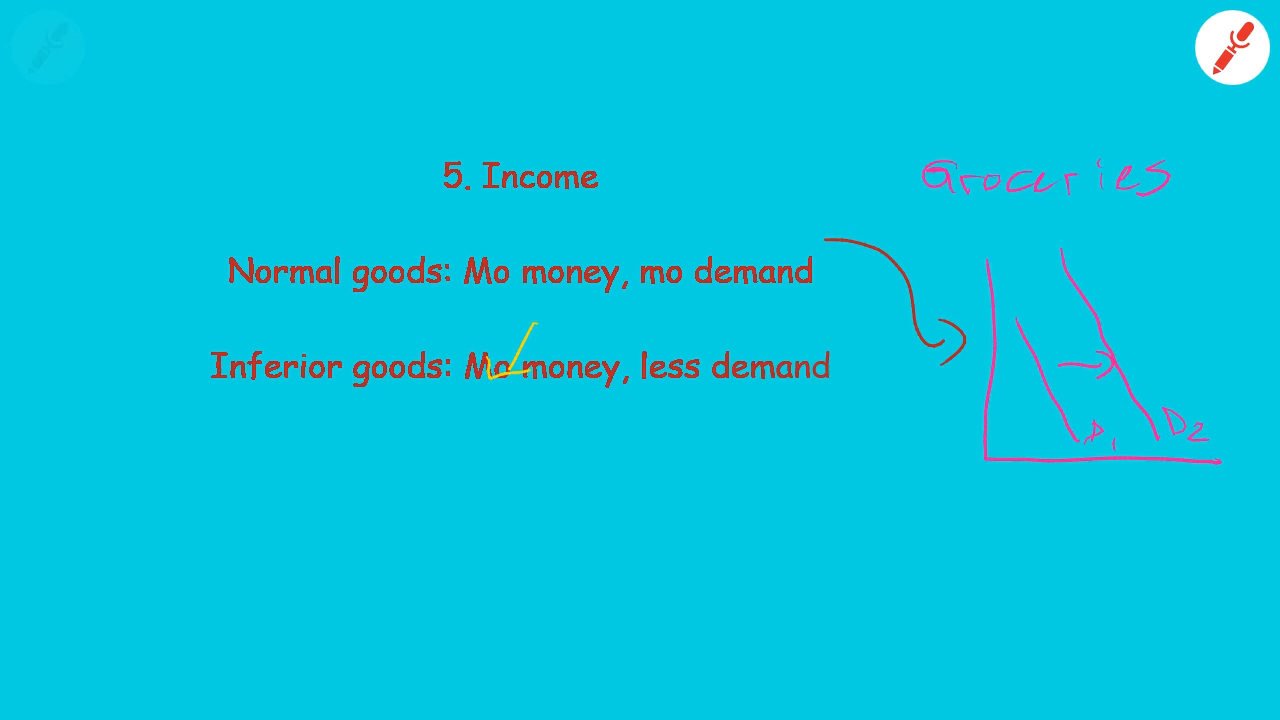 5. Income
Groceries
Normal goods: Mo money, mo demand
Inferior goods: Mo money, less demand
D1
D2